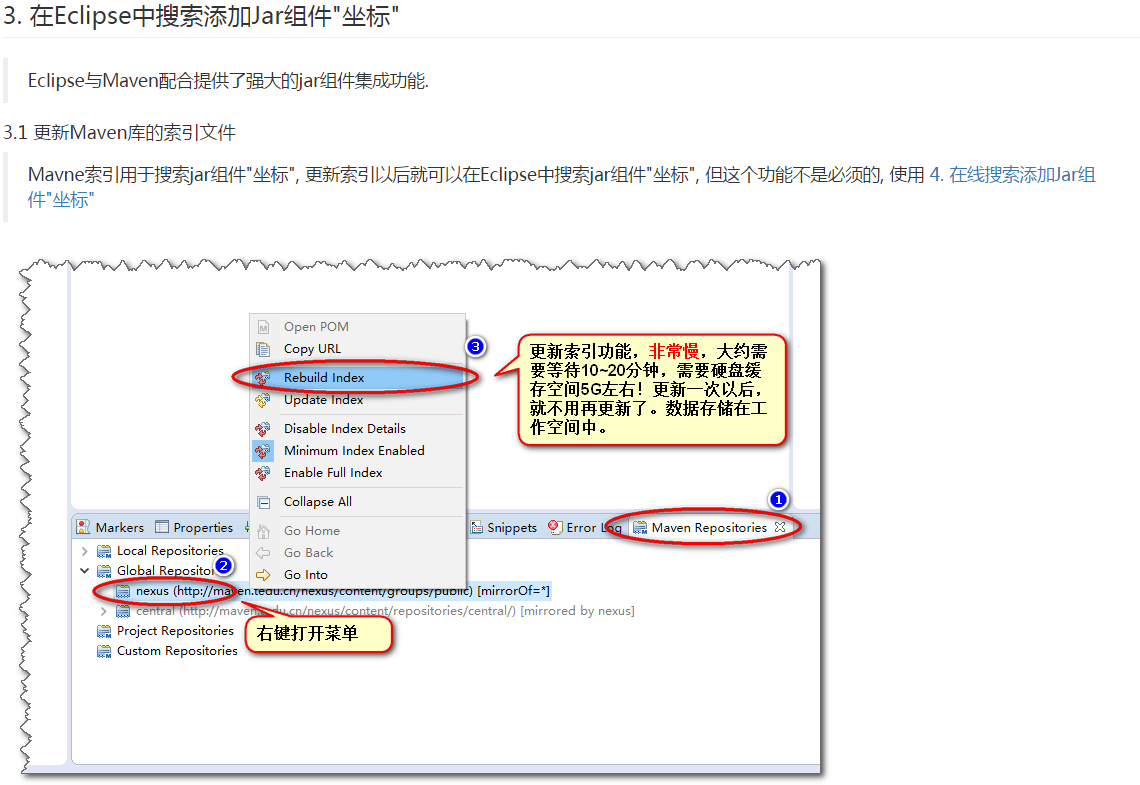 3. 在Eclipse中搜索添加Jar组件"坐标"
Eclipse与Maven配合提供了强大的jar组件集成功能.
3.1 更新Maven库的索引文件
Mavne索引用于搜索jar组件"坐标", 更新索引以后就可以在Eclipse中搜索jar组件"坐标", 但这个功能不是必须的, 使用 4. 在线搜索添加Jar组
件"坐标"
Open POM
Copy URL
3
Rebuild Index
Update Index
Disable Index Details
Minimum Index Enabled
Enable Full Index
Collapse All
Go Home
Go Back
Go Into
更新索引功能，非常慢，大约需
要等待10~20分钟，需要硬盘缓
存空间5G左右！更新一次以后，
就不用再更新了。数据存储在工
作空间中。
1
Markers Properties Snippets Error Log Maven Repositories
Local Repositories
Global Repositor
2
nexus (http://maven.tedu.cn/nexus/content/groups/public) [mirrorOf=*]
central (http://maven.tedu.cn/nexus/content/repositories/central/) [mirrored by nexus]
Project Repositories
Custom Repositories
右键打开菜单